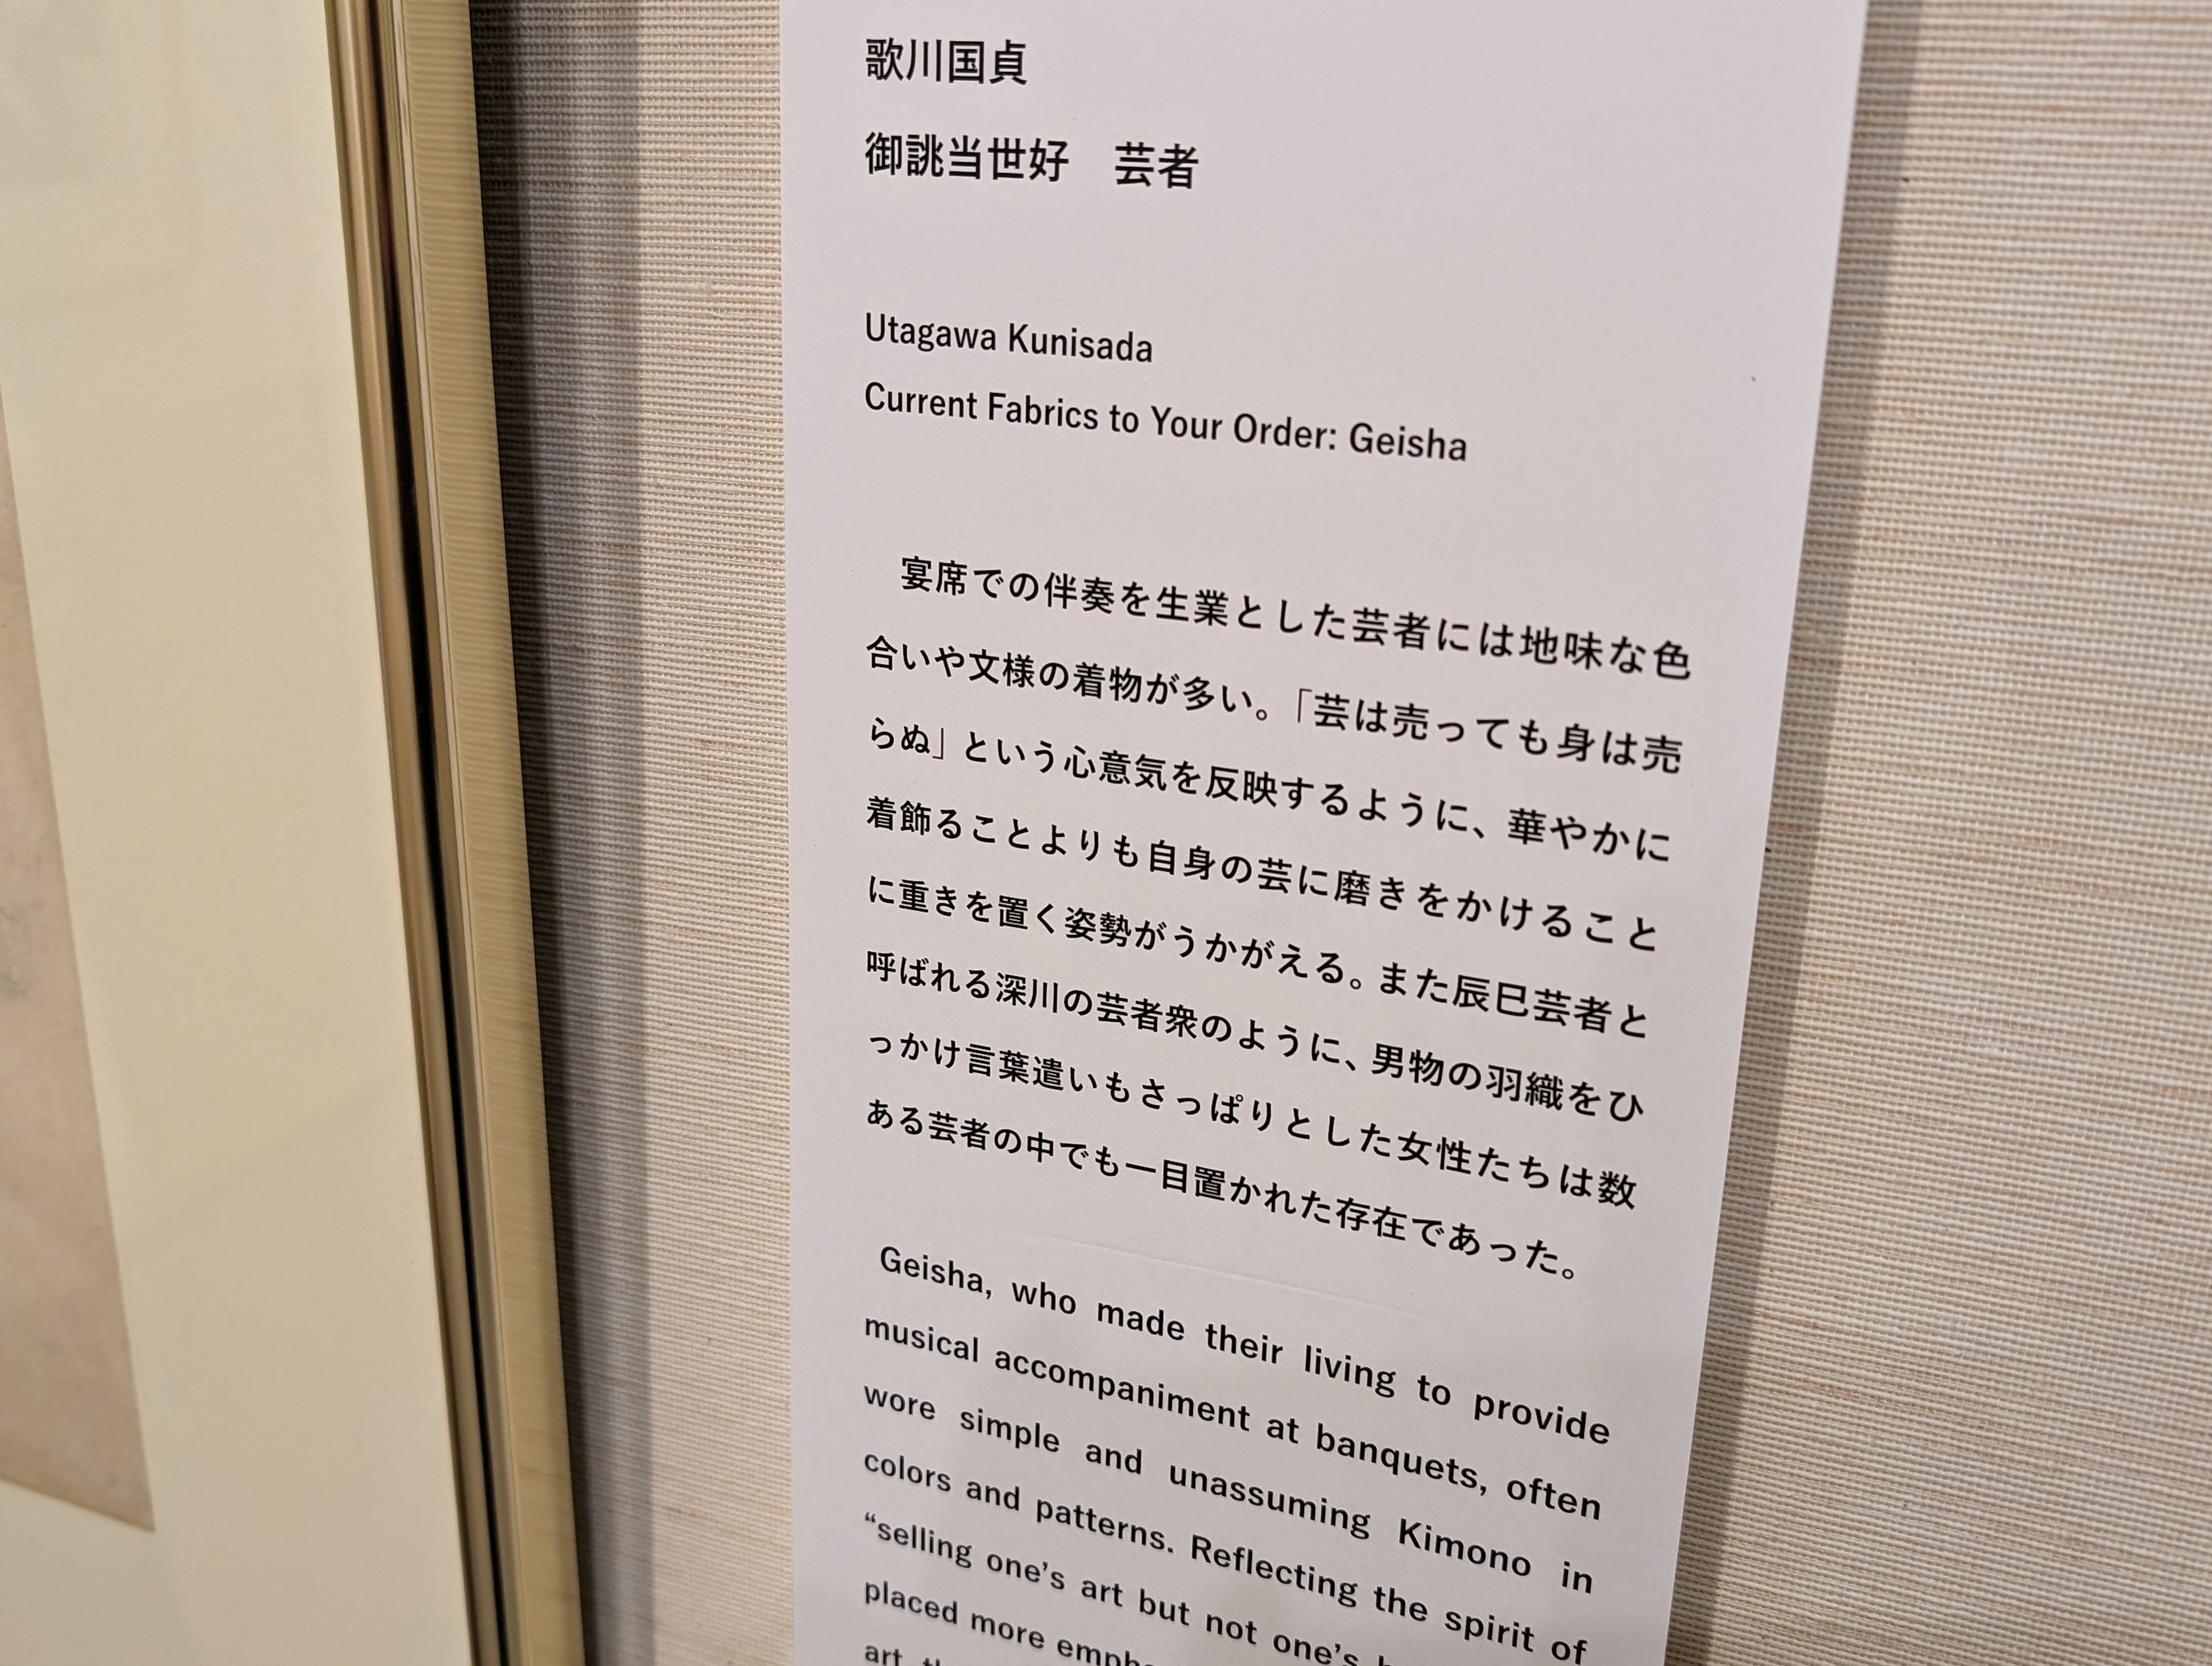 歌川国貞
御誂当世好　芸者
Utagawa Kunisada
Current Fabrics to Your Order: Geisha
宴席での伴奏を生業とした芸者には地味な色
合いや文様の着物が多い。「芸は売っても身は売
らぬ」という心意気を反映するように、華やかに
着飾ることよりも自身の芸に磨きをかけること
に重きを置く姿勢がうかがえる。また辰巳芸者と
呼ばれる深川の芸者衆のように、男物の羽織をひ
っかけ言葉遣いもさっぱりとした女性たちは数
ある芸者の中でも一目置かれた存在であった。
Geisha, who made their living to provide
musical accompaniment at banquets, often
wore simple and unassuming Kimono in
colors and patterns. Reflecting the spirit of
“selling one’s art but not one’s
placed more
art